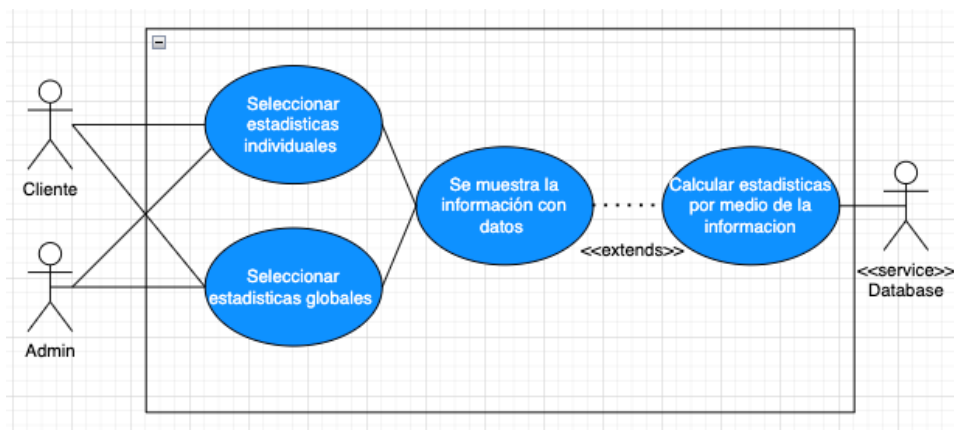 Cliente
Admin
Seleccionar
estadisticas
individuales
Seleccionar
estadisticas globales
Se muestra la
información con
datos
<<extends>>
Calcular estadisticas
por medio de la
informacion
<<service>>
Database